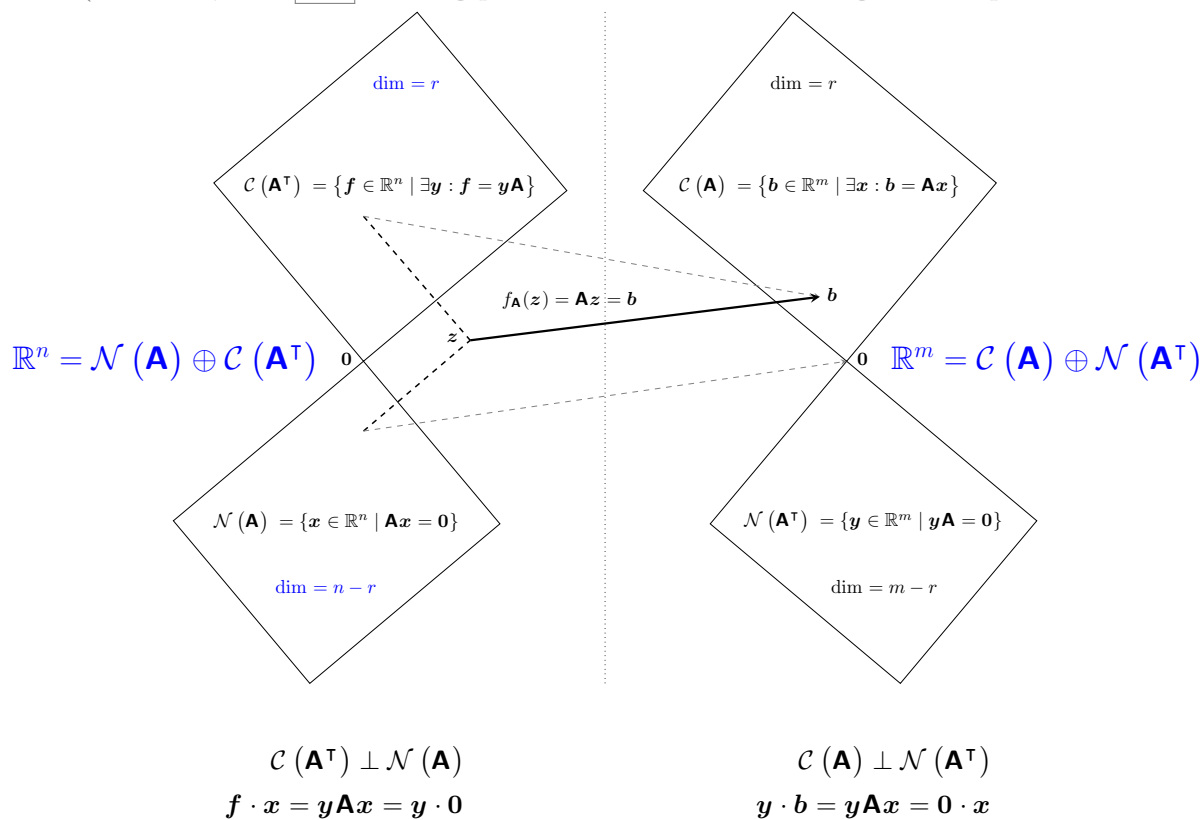 dim = r
dim = r
𝒞 (𝐀ᵀ) = {𝒇 ∈ ℝⁿ | ∃𝒚 : 𝒇 = 𝒚𝐀}
𝒞 (𝐀) = {𝒃 ∈ ℝᵐ | ∃𝒙 : 𝒃 = 𝐀𝒙}
f_𝐀(𝒛) = 𝐀𝒛 = 𝒃
𝒃
𝒛
ℝⁿ = 𝒩 (𝐀) ⊕ 𝒞 (𝐀ᵀ)
𝟎
𝟎
ℝᵐ = 𝒞 (𝐀) ⊕ 𝒩 (𝐀ᵀ)
𝒩 (𝐀) = {𝒙 ∈ ℝⁿ | 𝐀𝒙 = 𝟎}
𝒩 (𝐀ᵀ) = {𝒚 ∈ ℝᵐ | 𝒚𝐀 = 𝟎}
dim = n − r
dim = m − r
𝒞 (𝐀ᵀ) ⊥ 𝒩 (𝐀)
𝒇 · 𝒙 = 𝒚𝐀𝒙 = 𝒚 · 𝟎
𝒞 (𝐀) ⊥ 𝒩 (𝐀ᵀ)
𝒚 · 𝒃 = 𝒚𝐀𝒙 = 𝟎 · 𝒙